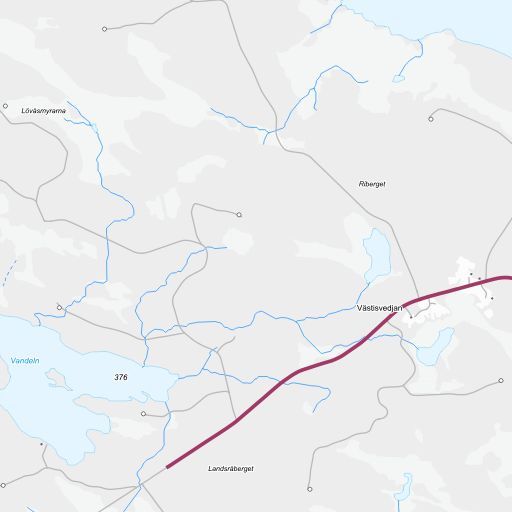 Lövåsmyrarna
Riberget
Västisvedjan
Vandeln
376
Landsråberget